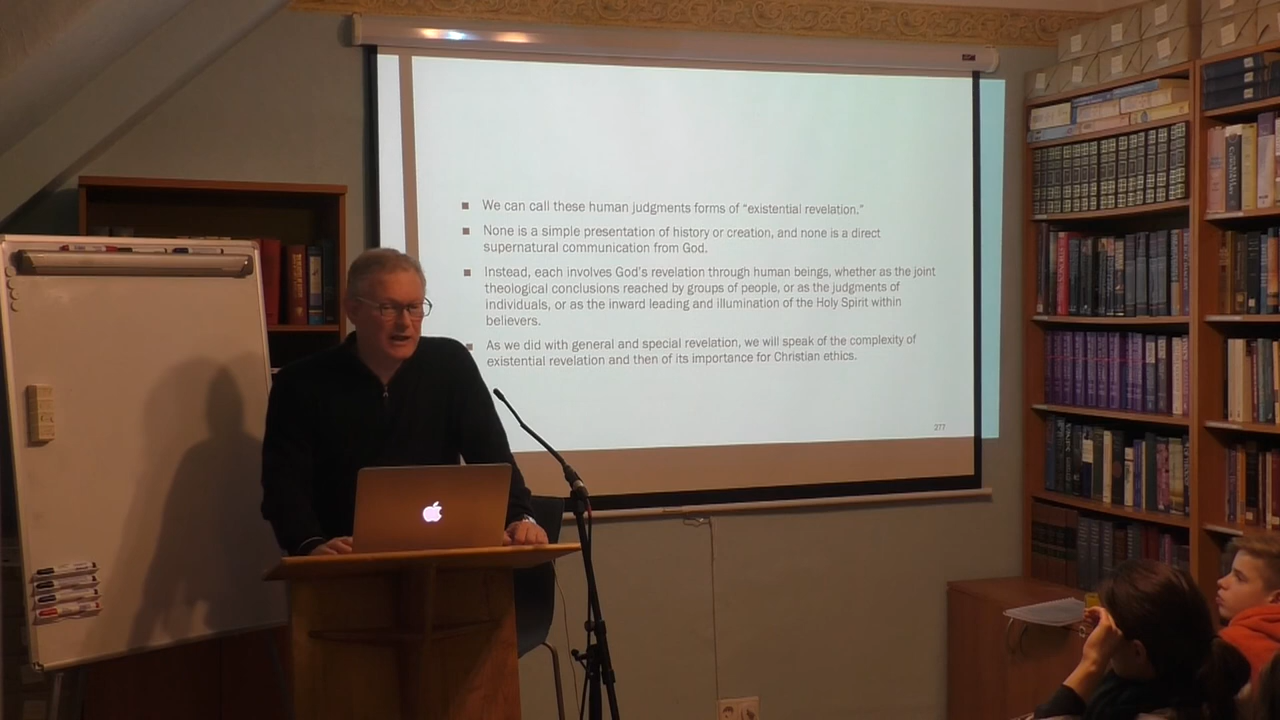 We can call these human judgments forms of “existential revelation.”
None is a simple presentation of history or creation, and none is a direct
supernatural communication from God.
Instead, each involves God’s revelation through human beings, whether as the joint
theological conclusions reached by groups of people, or as the judgments of
individuals, or as the inward leading and illumination of the Holy Spirit within
believers.
As we did with general and special revelation, we will speak of the complexity of
existential revelation and then of its importance for Christian ethics.
277